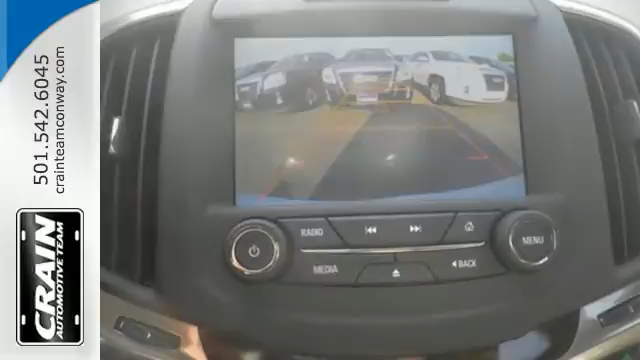 501.542.6045
crainteamconway.com
CRAIN
AUTOMOTIVE TEAM
RADIO
MENU
MEDIA
BACK